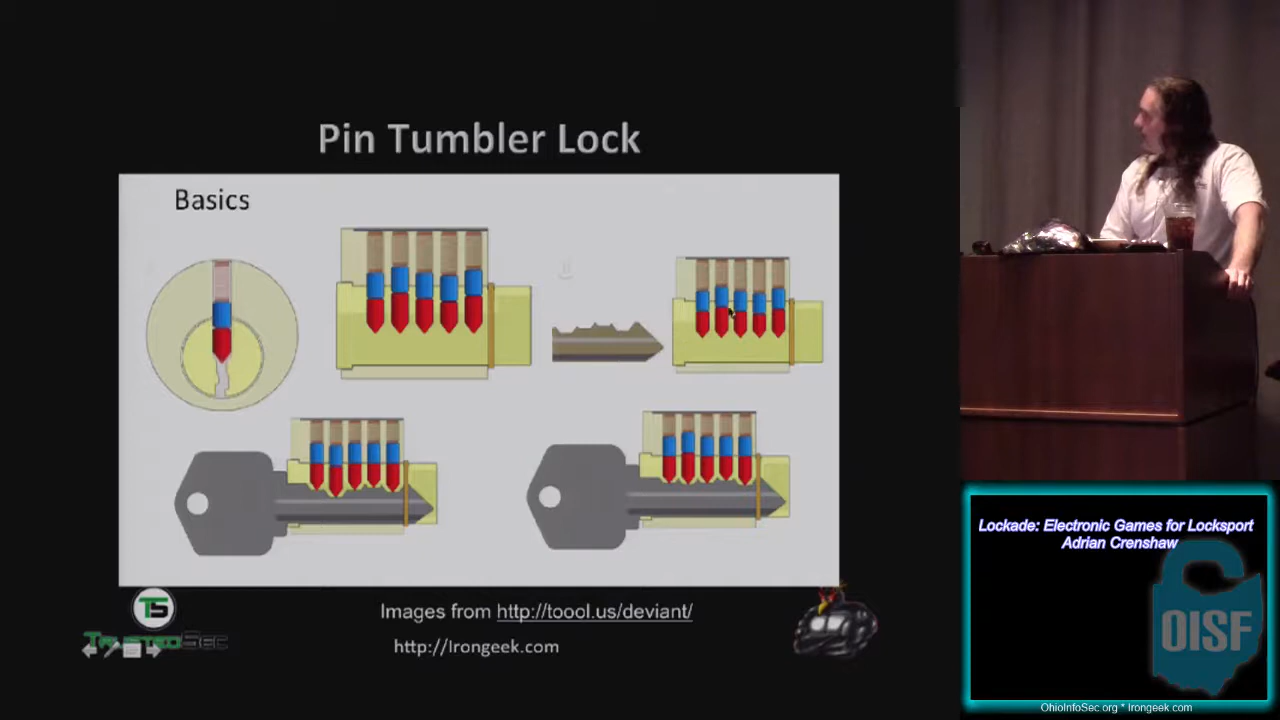 Pin Tumbler Lock
Basics
Images from http://toool.us/deviant/
http://Irongeek.com
TS
TrustedSec
Lockade: Electronic Games for Locksport
Adrian Crenshaw
OISF
OhioInfoSec.org * Irongeek.com